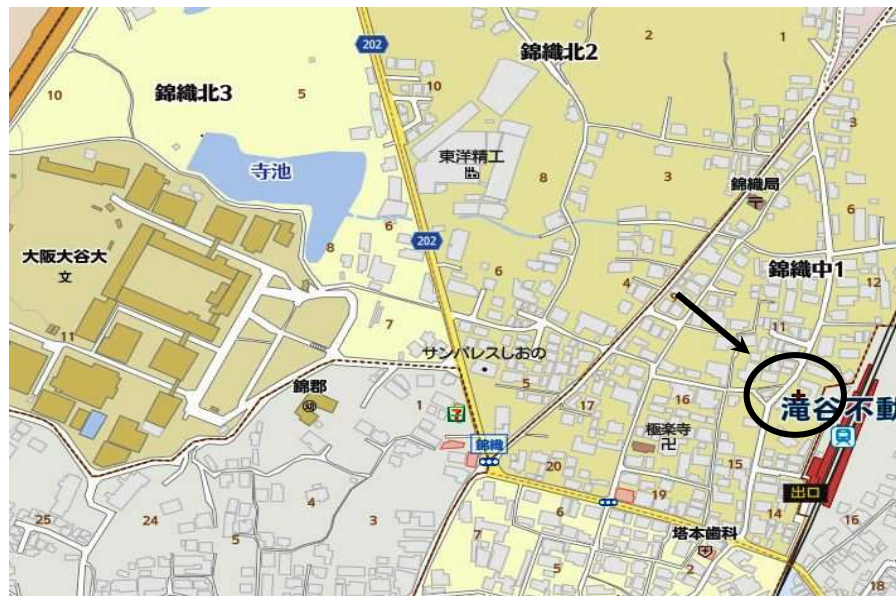 202
錦織北2
2
1
10
錦織北3
5
10
3
東洋精工
8
3
錦織局
寺池
6
202
6
8
大阪大谷大
文
6
4
9
錦織中1
12
11
7
11
サンパレスしおの
5
16
錦郡
幼
1
7
17
滝谷不動
極楽寺
卍
錦織
20
15
4
19
出口
24
25
3
14
16
5
7
6
塔本歯科
5
2
18